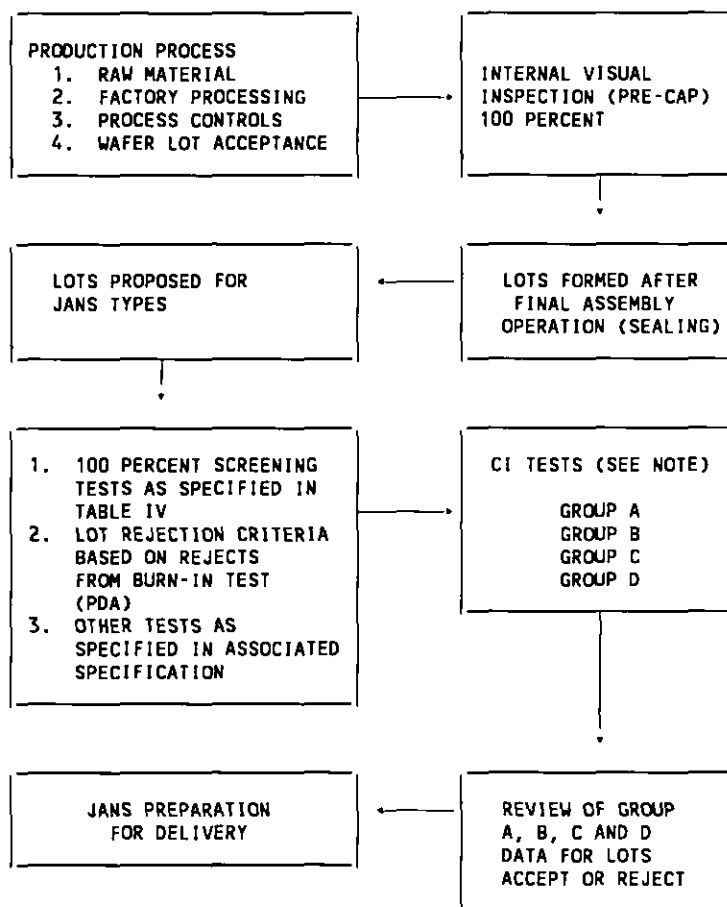 PRODUCTION PROCESS
1. RAW MATERIAL
2. FACTORY PROCESSING
3. PROCESS CONTROLS
4. WAFER LOT ACCEPTANCE
INTERNAL VISUAL
INSPECTION (PRE-CAP)
100 PERCENT
LOTS FORMED AFTER
FINAL ASSEMBLY
OPERATION (SEALING)
LOTS PROPOSED FOR
JANS TYPES
1. 100 PERCENT SCREENING
TESTS AS SPECIFIED IN
TABLE IV
2. LOT REJECTION CRITERIA
BASED ON REJECTS
FROM BURN-IN TEST
(PDA)
3. OTHER TESTS AS
SPECIFIED IN ASSOCIATED
SPECIFICATION
CI TESTS (SEE NOTE)
GROUP A
GROUP B
GROUP C
GROUP D
REVIEW OF GROUP
A, B, C AND D
DATA FOR LOTS
ACCEPT OR REJECT
JANS PREPARATION
FOR DELIVERY